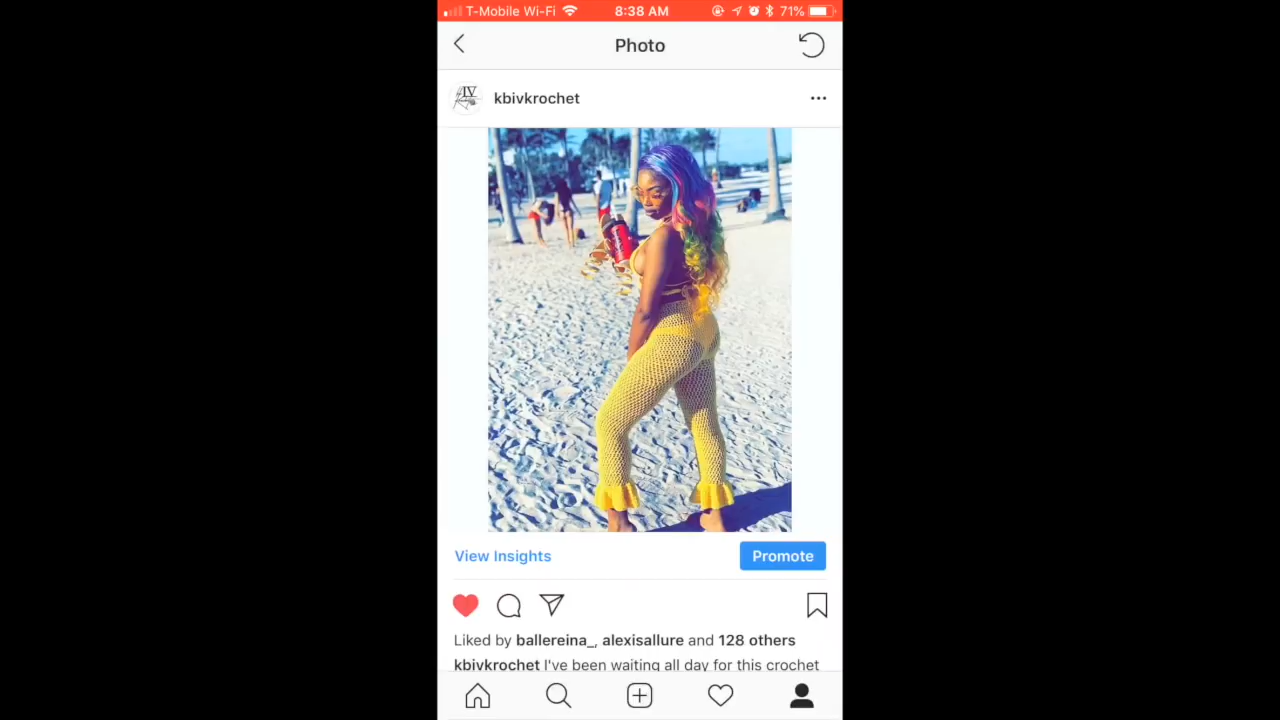 T-Mobile Wi-Fi 8:38 AM 71%
Photo
kbivkrochet
View Insights Promote
Liked by ballereina_, alexisallure and 128 others
kbivkrochet I've been waiting all day for this crochet